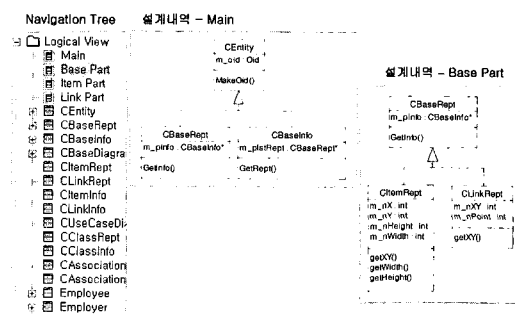 Navigation Tree
Logical View
Main
Base Part
Item Part
Link Part
CEntity
CBaseRept
CBaseInfo
CBaseDiagra
CItemRept
CLinkRept
CItemInfo
CLinkInfo
CUseCaseDi
CClassRept
CClassInfo
CAssociation
CAssociation
Employee
Employer
설계내역 – Main
CEntity
m_oid : Oid
MakeOid()
CBaseRept
m_pInfo : CBaseInfo*
GetInfo()
CBaseInfo
m_plstRept : CBaseRept*
GetRept()
설계내역 – Base Part
CBaseRept
m_pInfo : CBaseInfo*
GetInfo()
CItemRept
m_nX : int
m_nY : int
m_nHeight : int
m_nWidth : int
getXY()
getWidth()
getHeight()
CLinkRept
m_nXY : int
m_nPoint : int
getXY()